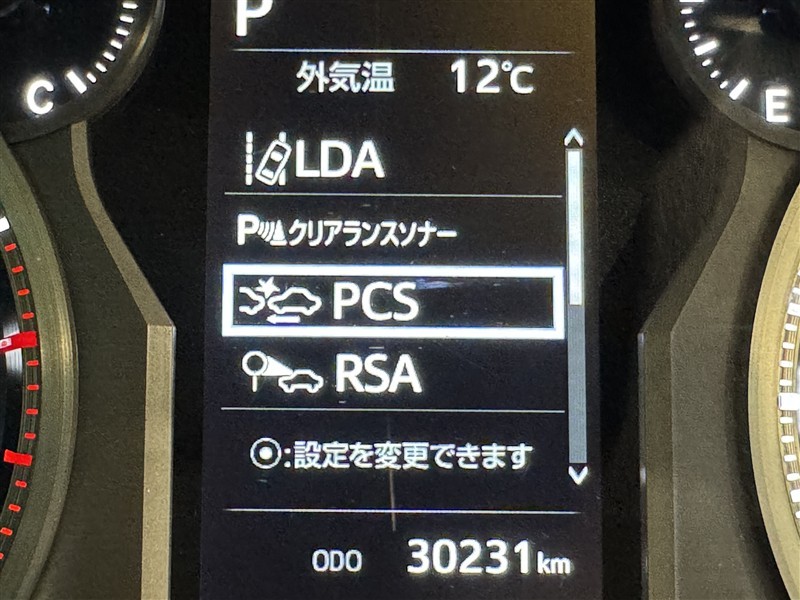 P
外気温 12℃
C
E
LDA
Pクリアランスソナー
PCS
RSA
⦿:設定を変更できます
ODO 30231km